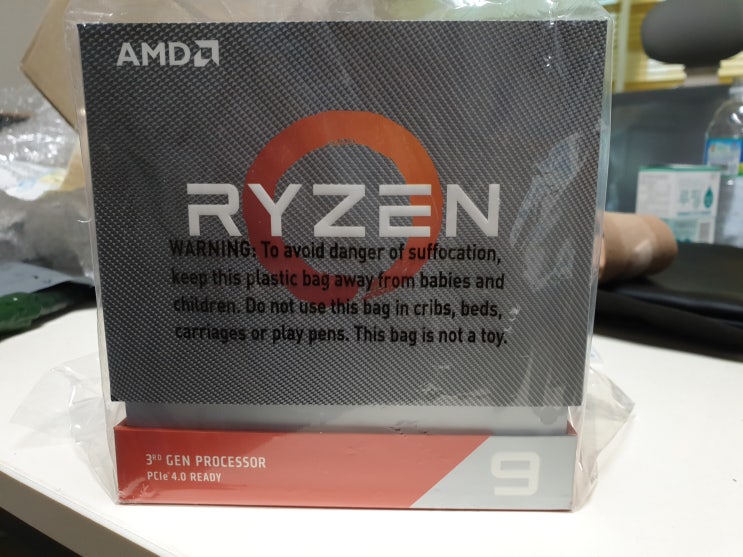 AMD
RYZEN
WARNING: To avoid danger of suffocation,
keep this plastic bag away from babies and
children. Do not use this bag in cribs, beds,
carriages or play pens. This bag is not a toy.
3RD GEN PROCESSOR
PCIe® 4.0 READY
9